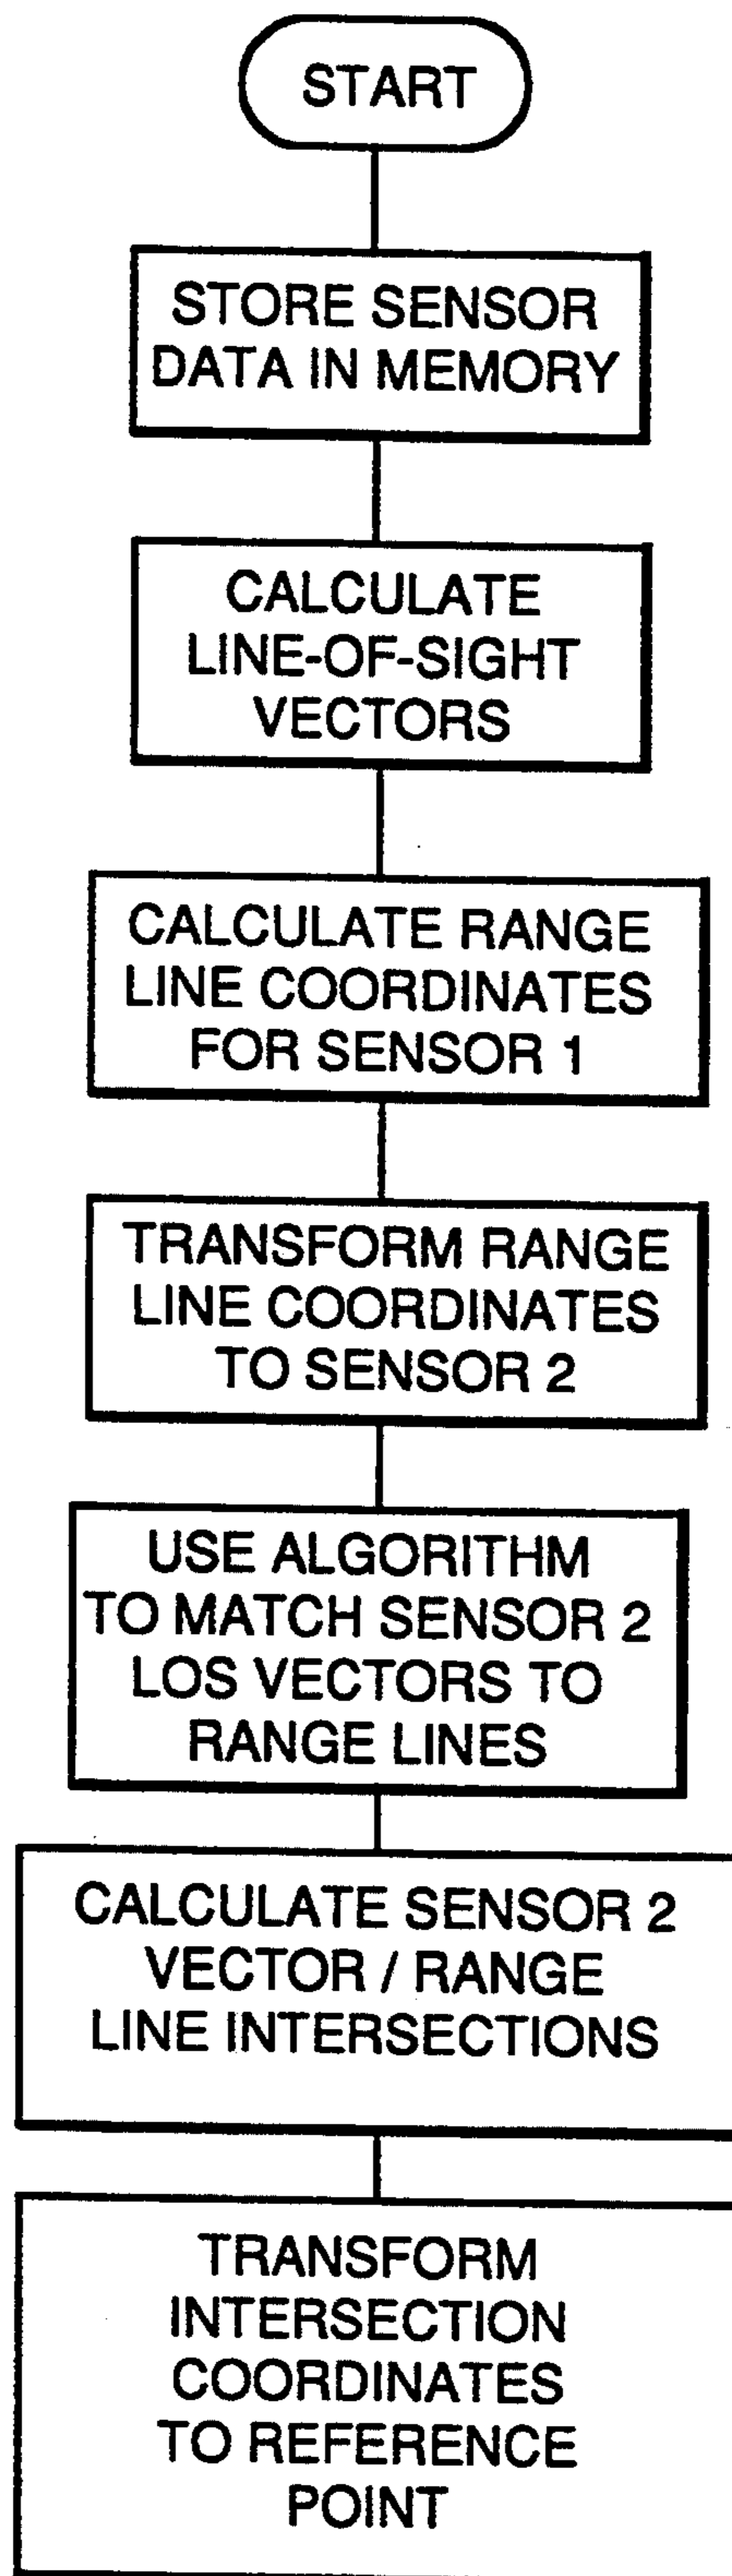 START
STORE SENSOR
DATA IN MEMORY
CALCULATE
LINE-OF-SIGHT
VECTORS
CALCULATE RANGE
LINE COORDINATES
FOR SENSOR 1
TRANSFORM RANGE
LINE COORDINATES
TO SENSOR 2
USE ALGORITHM
TO MATCH SENSOR 2
LOS VECTORS TO
RANGE LINES
CALCULATE SENSOR 2
VECTOR / RANGE
LINE INTERSECTIONS
TRANSFORM
INTERSECTION
COORDINATES
TO REFERENCE
POINT